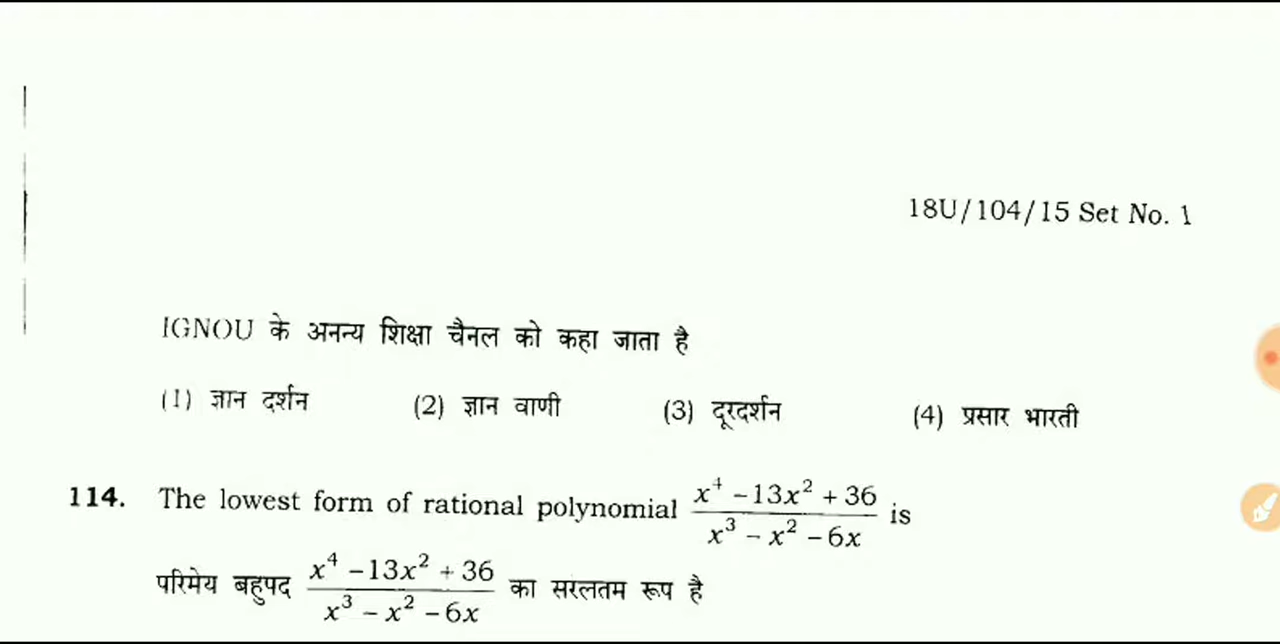 18U/104/15 Set No. 1
IGNOU के अनन्य शिक्षा चैनल को कहा जाता है
(1) ज्ञान दर्शन (2) ज्ञान वाणी (3) दूरदर्शन (4) प्रसार भारती
114. The lowest form of rational polynomial (x⁴ − 13x² + 36)/(x³ − x² − 6x) is
परिमेय बहुपद (x⁴ − 13x² + 36)/(x³ − x² − 6x) का सरलतम रूप है